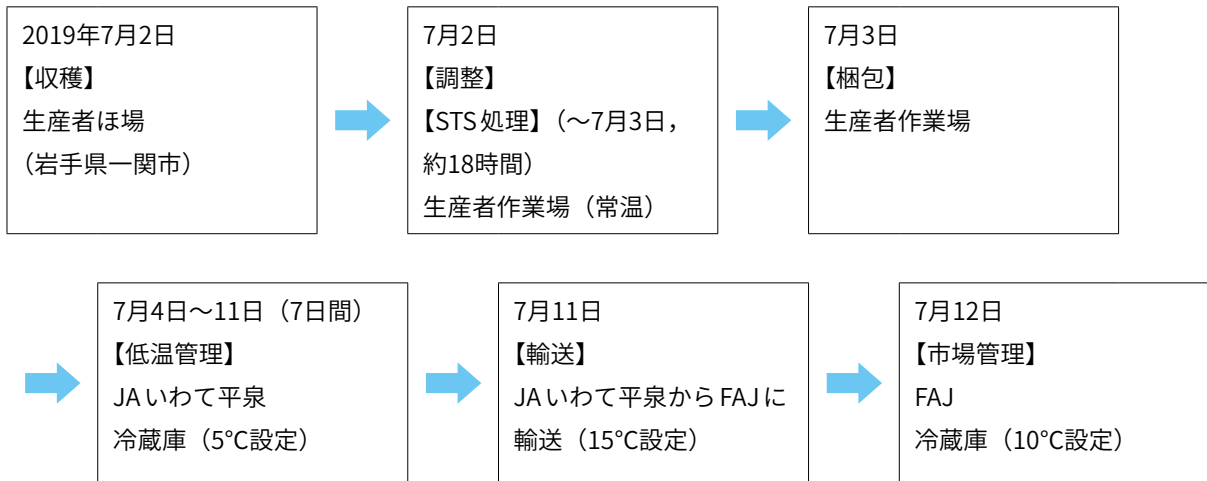 2019年7月2日
【収穫】
生産者ほ場
（岩手県一関市）
7月2日
【調整】
【STS処理】（～7月3日，
約18時間）
生産者作業場（常温）
7月3日
【梱包】
生産者作業場
7月4日～11日（7日間）
【低温管理】
JAいわて平泉
冷蔵庫（5℃設定）
7月11日
【輸送】
JAいわて平泉からFAJに
輸送（15℃設定）
7月12日
【市場管理】
FAJ
冷蔵庫（10℃設定）